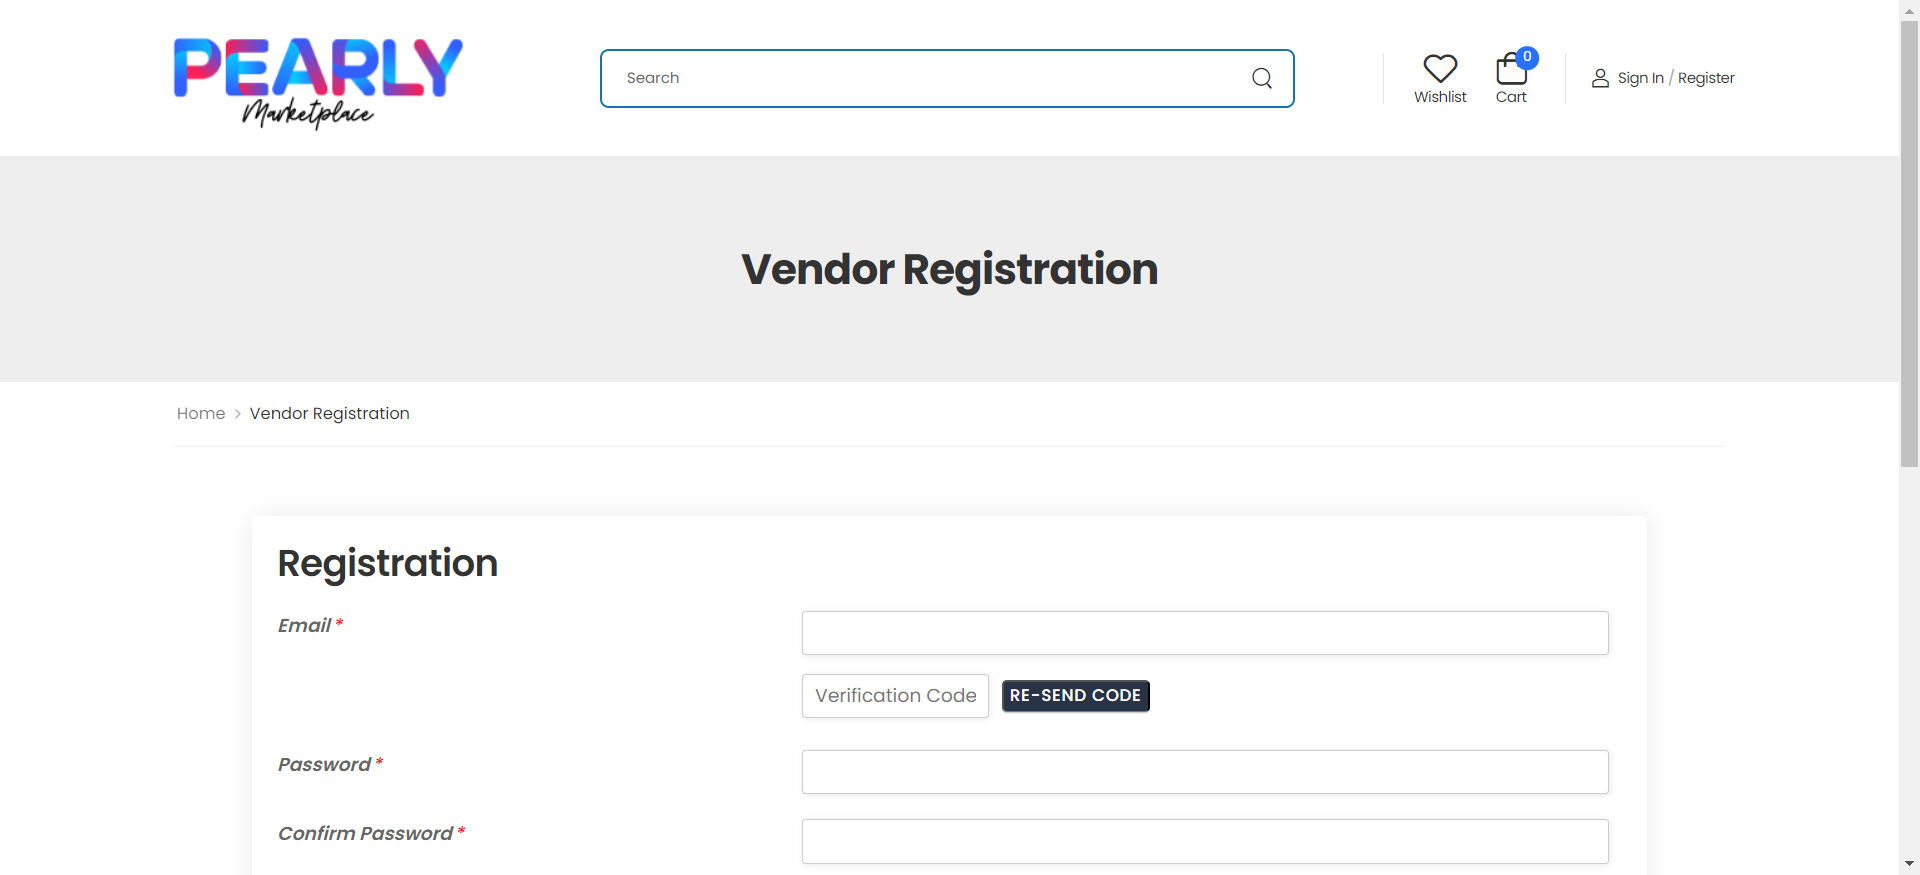 PEARLY
Marketplace
Search
Wishlist
0
Cart
Sign In / Register
Vendor Registration
Home > Vendor Registration
Registration
Email *
Verification Code
RE-SEND CODE
Password *
Confirm Password *